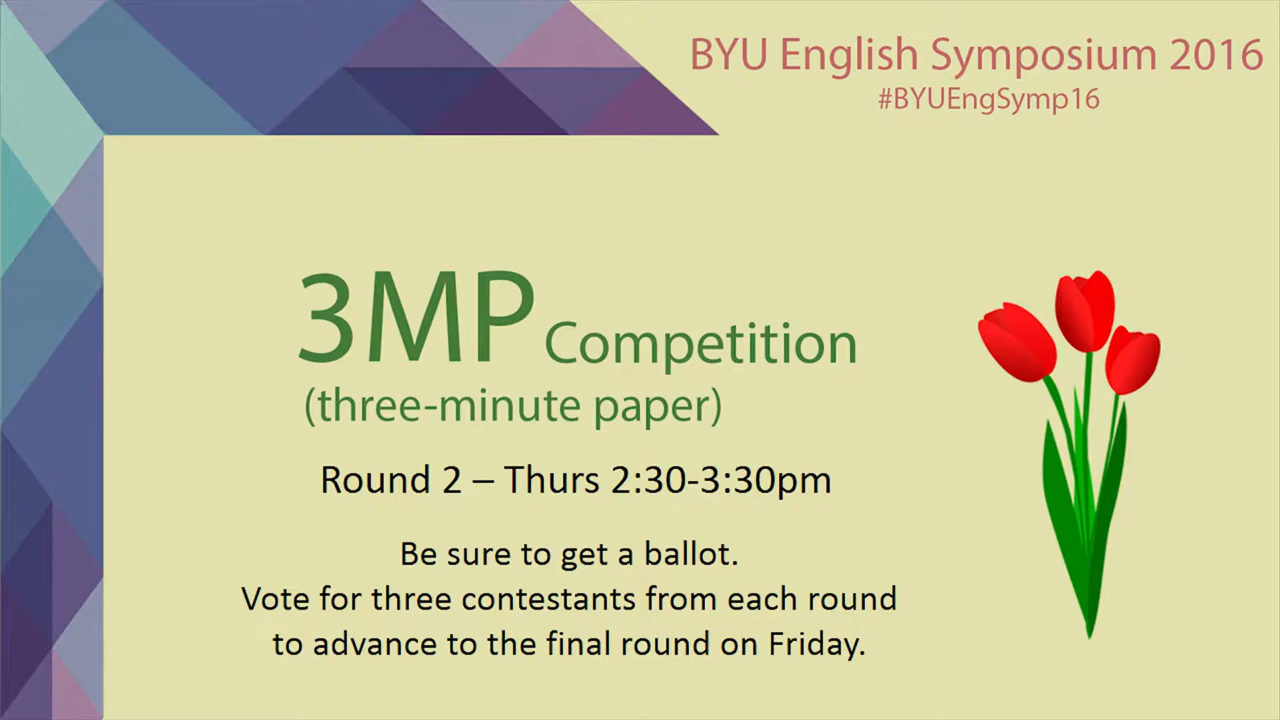 BYU English Symposium 2016
#BYUEngSymp16
3MP Competition
(three-minute paper)
Round 2 – Thurs 2:30-3:30pm
Be sure to get a ballot.
Vote for three contestants from each round
to advance to the final round on Friday.